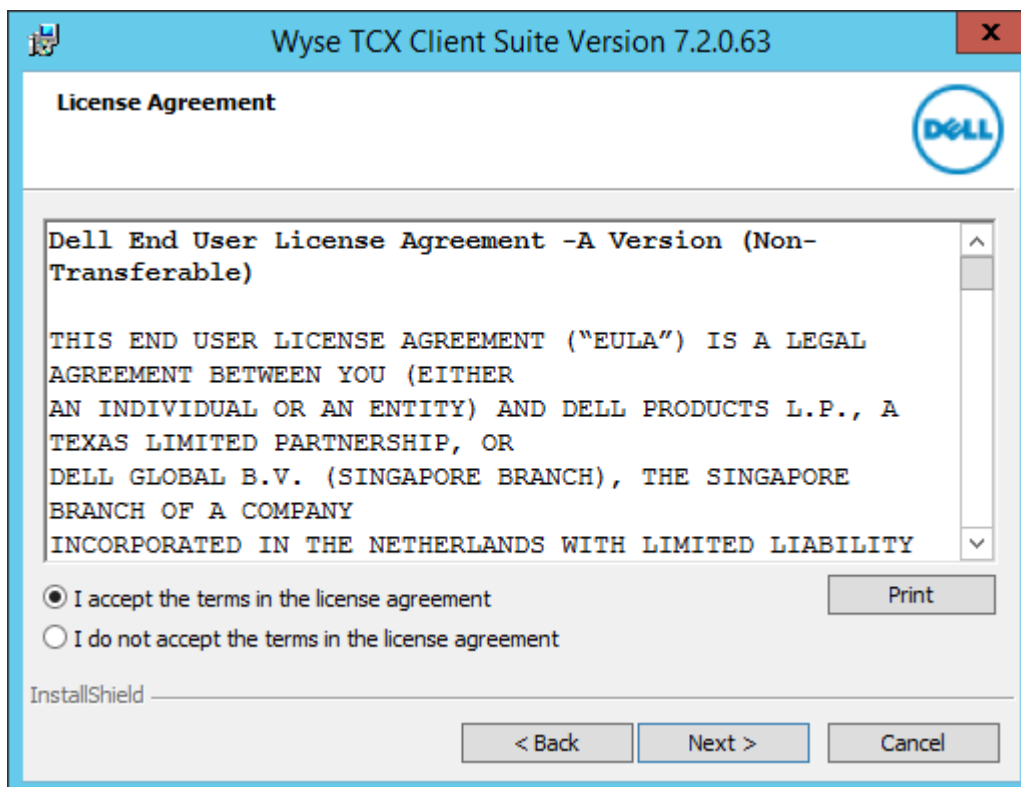 Wyse TCX Client Suite Version 7.2.0.63
x
License Agreement
DELL
Dell End User License Agreement -A Version (Non-
Transferable)
THIS END USER LICENSE AGREEMENT (“EULA”) IS A LEGAL
AGREEMENT BETWEEN YOU (EITHER
AN INDIVIDUAL OR AN ENTITY) AND DELL PRODUCTS L.P., A
TEXAS LIMITED PARTNERSHIP, OR
DELL GLOBAL B.V. (SINGAPORE BRANCH), THE SINGAPORE
BRANCH OF A COMPANY
INCORPORATED IN THE NETHERLANDS WITH LIMITED LIABILITY
I accept the terms in the license agreement
Print
I do not accept the terms in the license agreement
InstallShield
< Back
Next >
Cancel